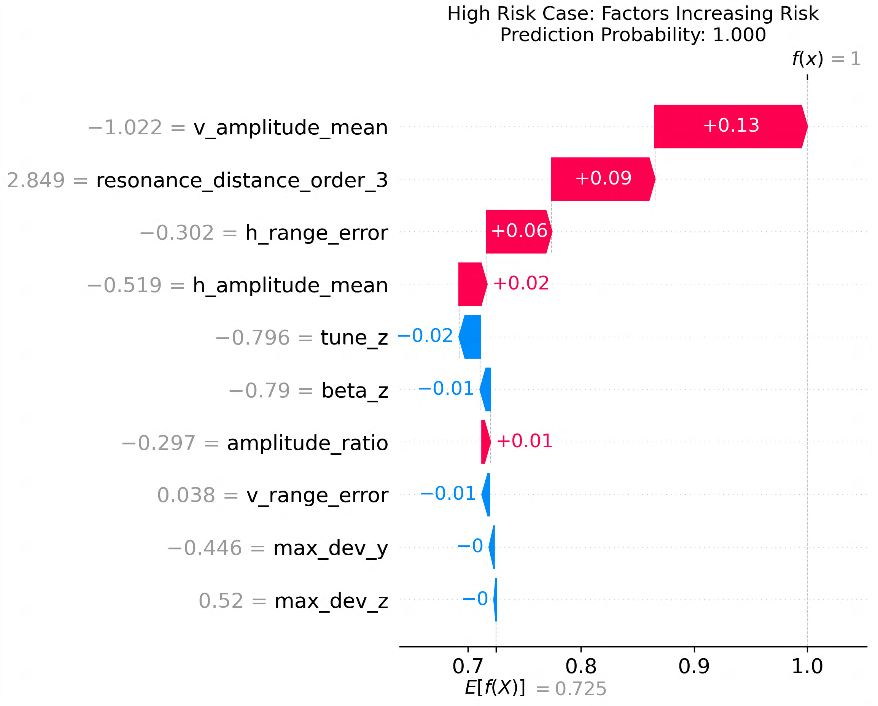 High Risk Case: Factors Increasing Risk
Prediction Probability: 1.000
f(x) = 1
−1.022 = v_amplitude_mean +0.13
2.849 = resonance_distance_order_3 +0.09
−0.302 = h_range_error +0.06
−0.519 = h_amplitude_mean +0.02
−0.796 = tune_z −0.02
−0.79 = beta_z −0.01
−0.297 = amplitude_ratio +0.01
0.038 = v_range_error −0.01
−0.446 = max_dev_y −0
0.52 = max_dev_z −0
0.7 0.8 0.9 1.0
E[f(X)] = 0.725